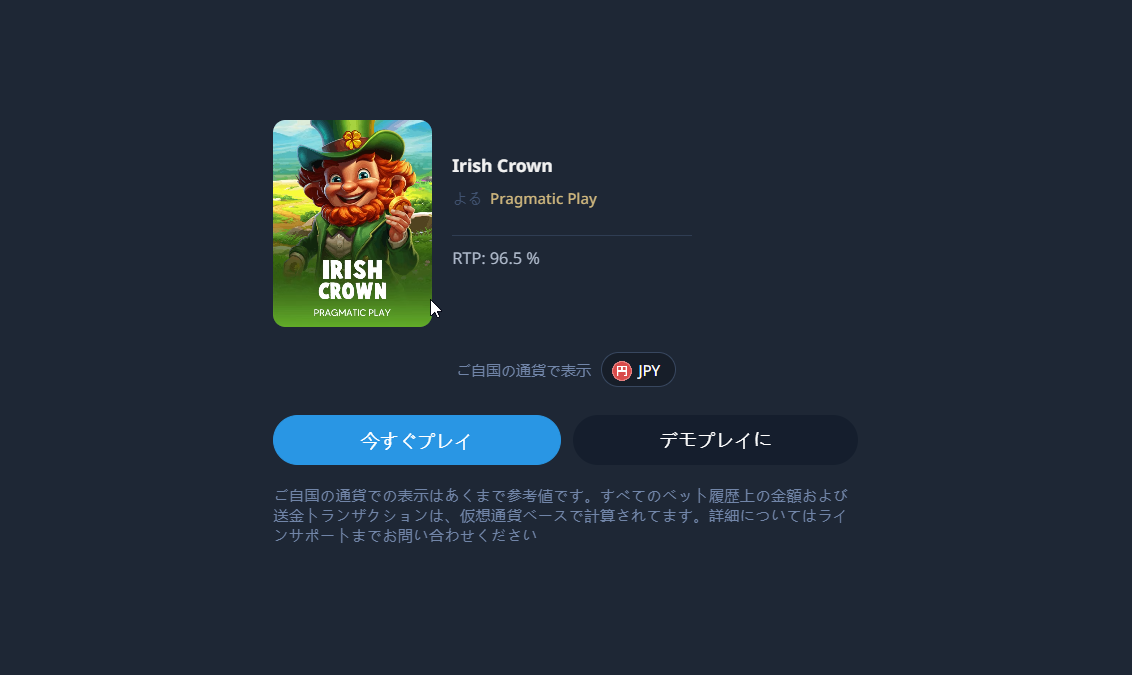 IRISH
CROWN
PRAGMATIC PLAY
Irish Crown
よる Pragmatic Play
RTP: 96.5 %
ご自国の通貨で表示 円 JPY
今すぐプレイ
デモプレイに
ご自国の通貨での表示はあくまで参考値です。すべてのベット履歴上の金額および
送金トランザクションは、仮想通貨ベースで計算されてます。詳細についてはライ
ンサポートまでお問い合わせください